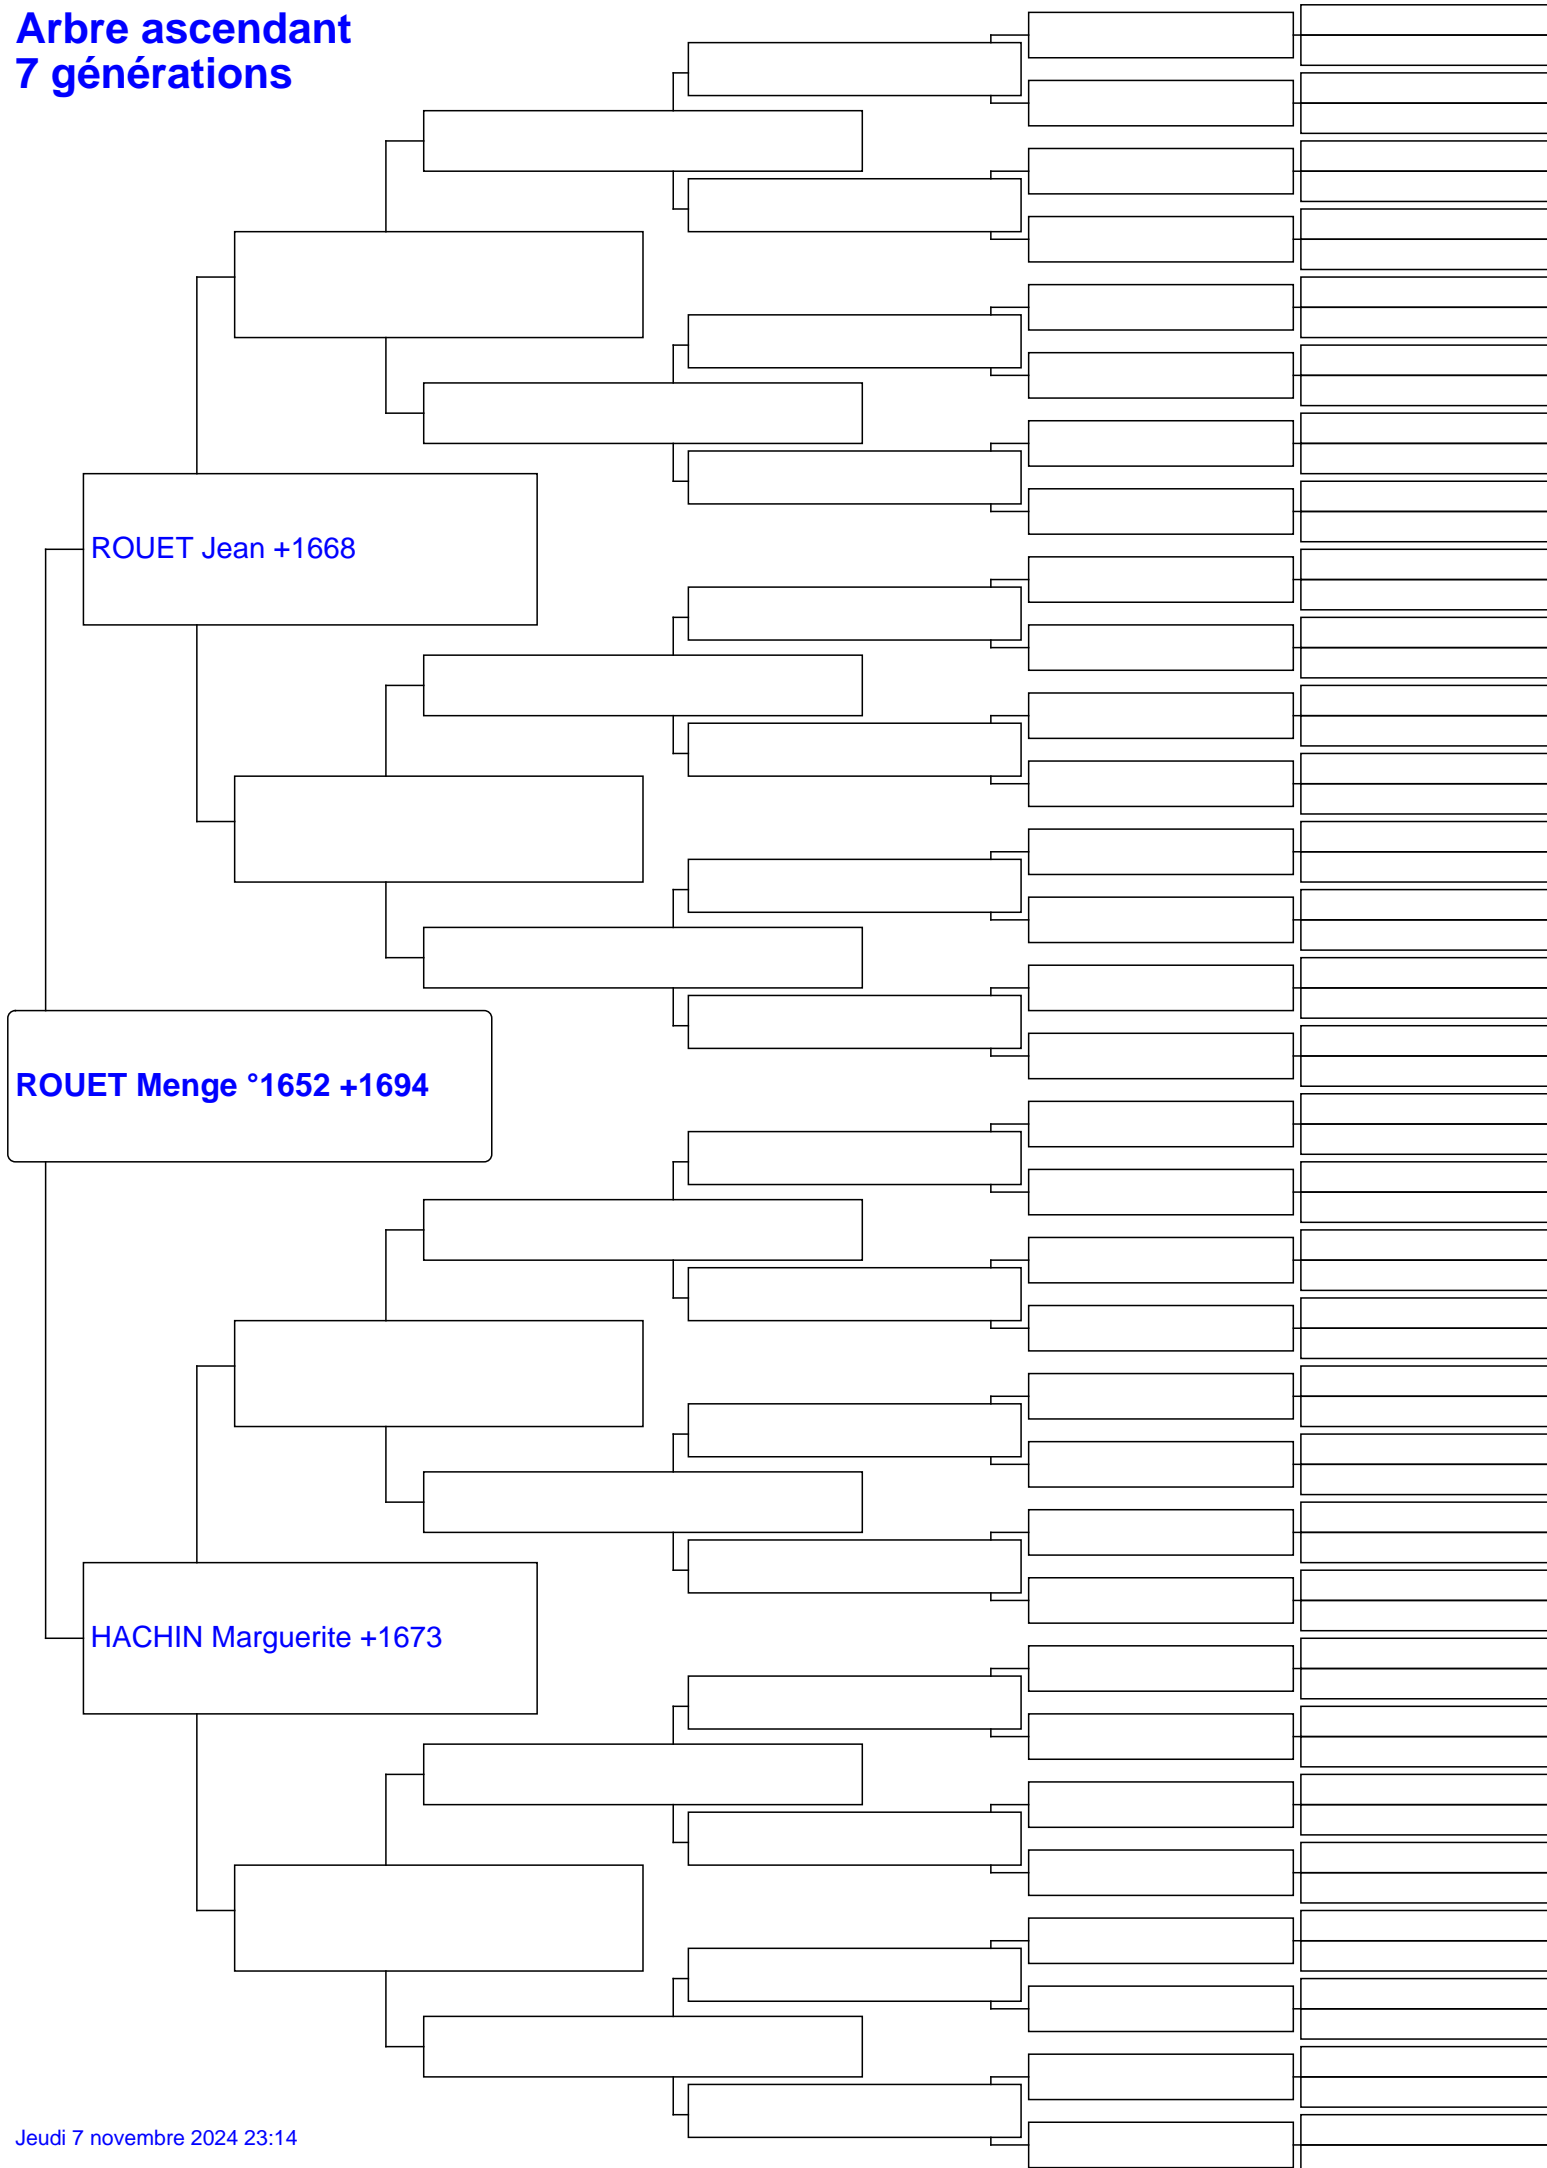 Arbre ascendant
7 générations
ROUET Jean +1668
ROUET Menge °1652 +1694
HACHIN Marguerite +1673
Jeudi 7 novembre 2024 23:14